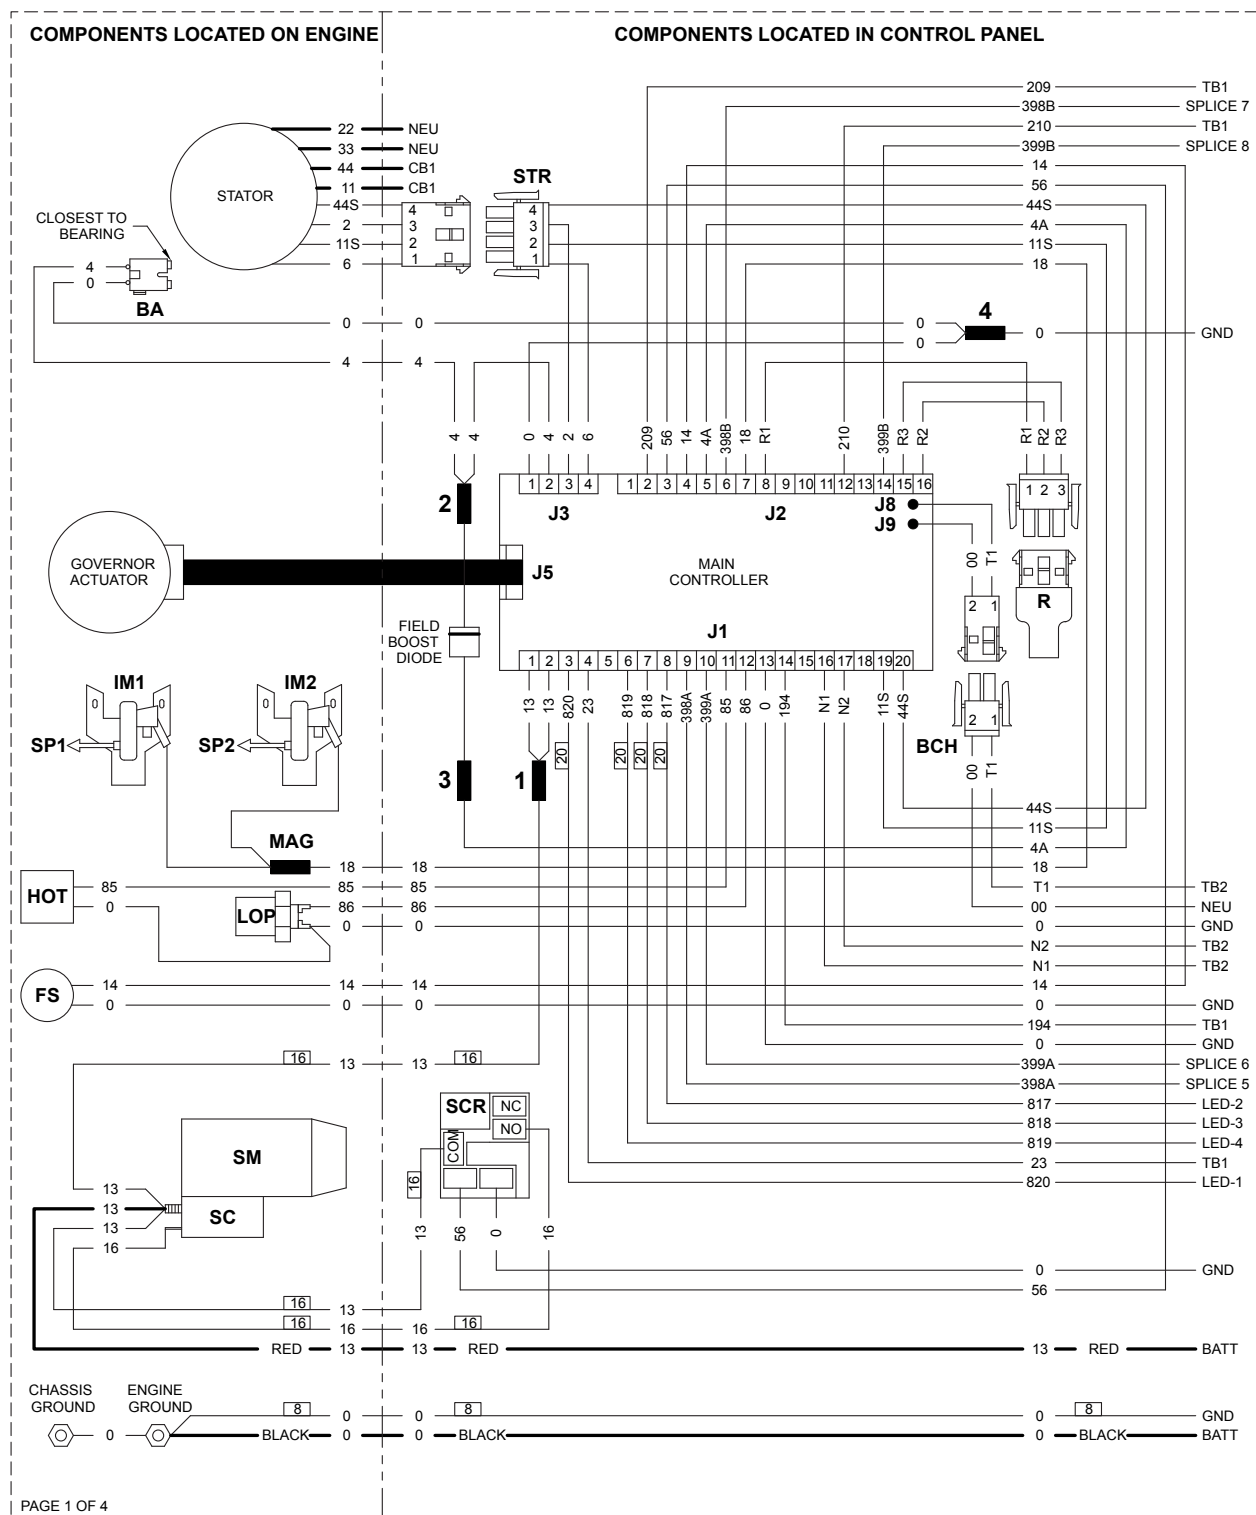 COMPONENTS LOCATED ON ENGINE
COMPONENTS LOCATED IN CONTROL PANEL
209 TB1
398B SPLICE 7
22 NEU 210 TB1
33 NEU 399B SPLICE 8
44 CB1 14
STATOR 11 CB1 STR 56
44S 4 4 44S
CLOSEST TO
BEARING
2 3 3 4A
11S 2 2 11S
6 1 1 18
4
0
BA
4
0 0 0 0 GND
0
4 4
4 4 0 4 2 6 209 56 14 4A 398B 18 R1 210 399B R3 R2 R1 R2 R3
1 2 3 4 1 2 3 4 5 6 7 8 9 10 11 12 13 14 15 16
1 2 3
2
J3 J2 J8
J9
GOVERNOR
ACTUATOR
J5
MAIN
CONTROLLER
00 T1
2 1
R
FIELD
BOOST
DIODE
J1
1 2 3 4 5 6 7 8 9 10 11 12 13 14 15 16 17 18 19 20
IM1 IM2
13 13 820 23 819 818 817 398A 399A 85 86 0 194 N1 N2 11S 44S
2 1
SP1 SP2
BCH
20 20 20 20
00 T1
3 1
44S
11S
MAG 4A
18 18 18
HOT 85 85 85 T1 TB2
0 LOP 86 86 00 NEU
0 0 0 GND
N2 TB2
N1 TB2
FS 14 14 14 14
0 0 0 0 GND
194 TB1
0 GND
16 13 13 16 399A SPLICE 6
398A SPLICE 5
SCR NC 817 LED-2
NO 818 LED-3
COM 819 LED-4
SM 23 TB1
16 820 LED-1
13
13
SC
13
16
13 56 0 16
0 GND
56
16 13
16 16 16 16
RED 13 13 RED 13 RED BATT
CHASSIS
GROUND
ENGINE
GROUND
8 0 0 8 0 8 GND
0 BLACK 0 0 BLACK 0 BLACK BATT
PAGE 1 OF 4